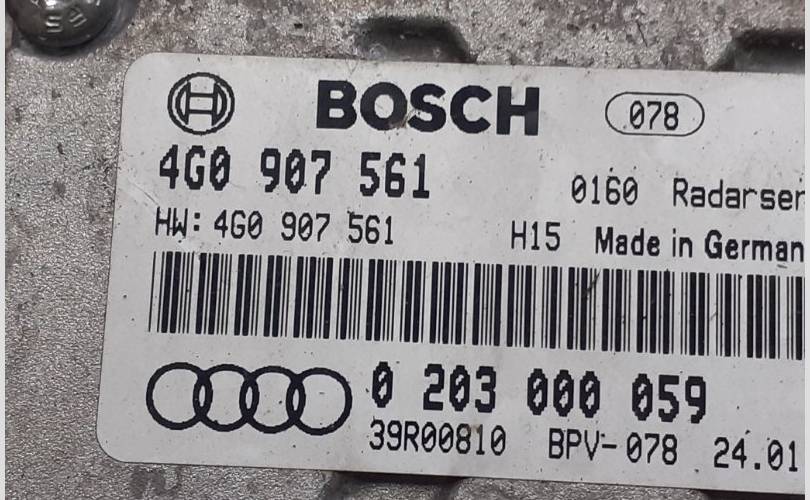 BOSCH 078
4G0 907 561
0160 Radarser
HW: 4G0 907 561 H15 Made in German
0 203 000 059
39R00810 BPV-078 24.01